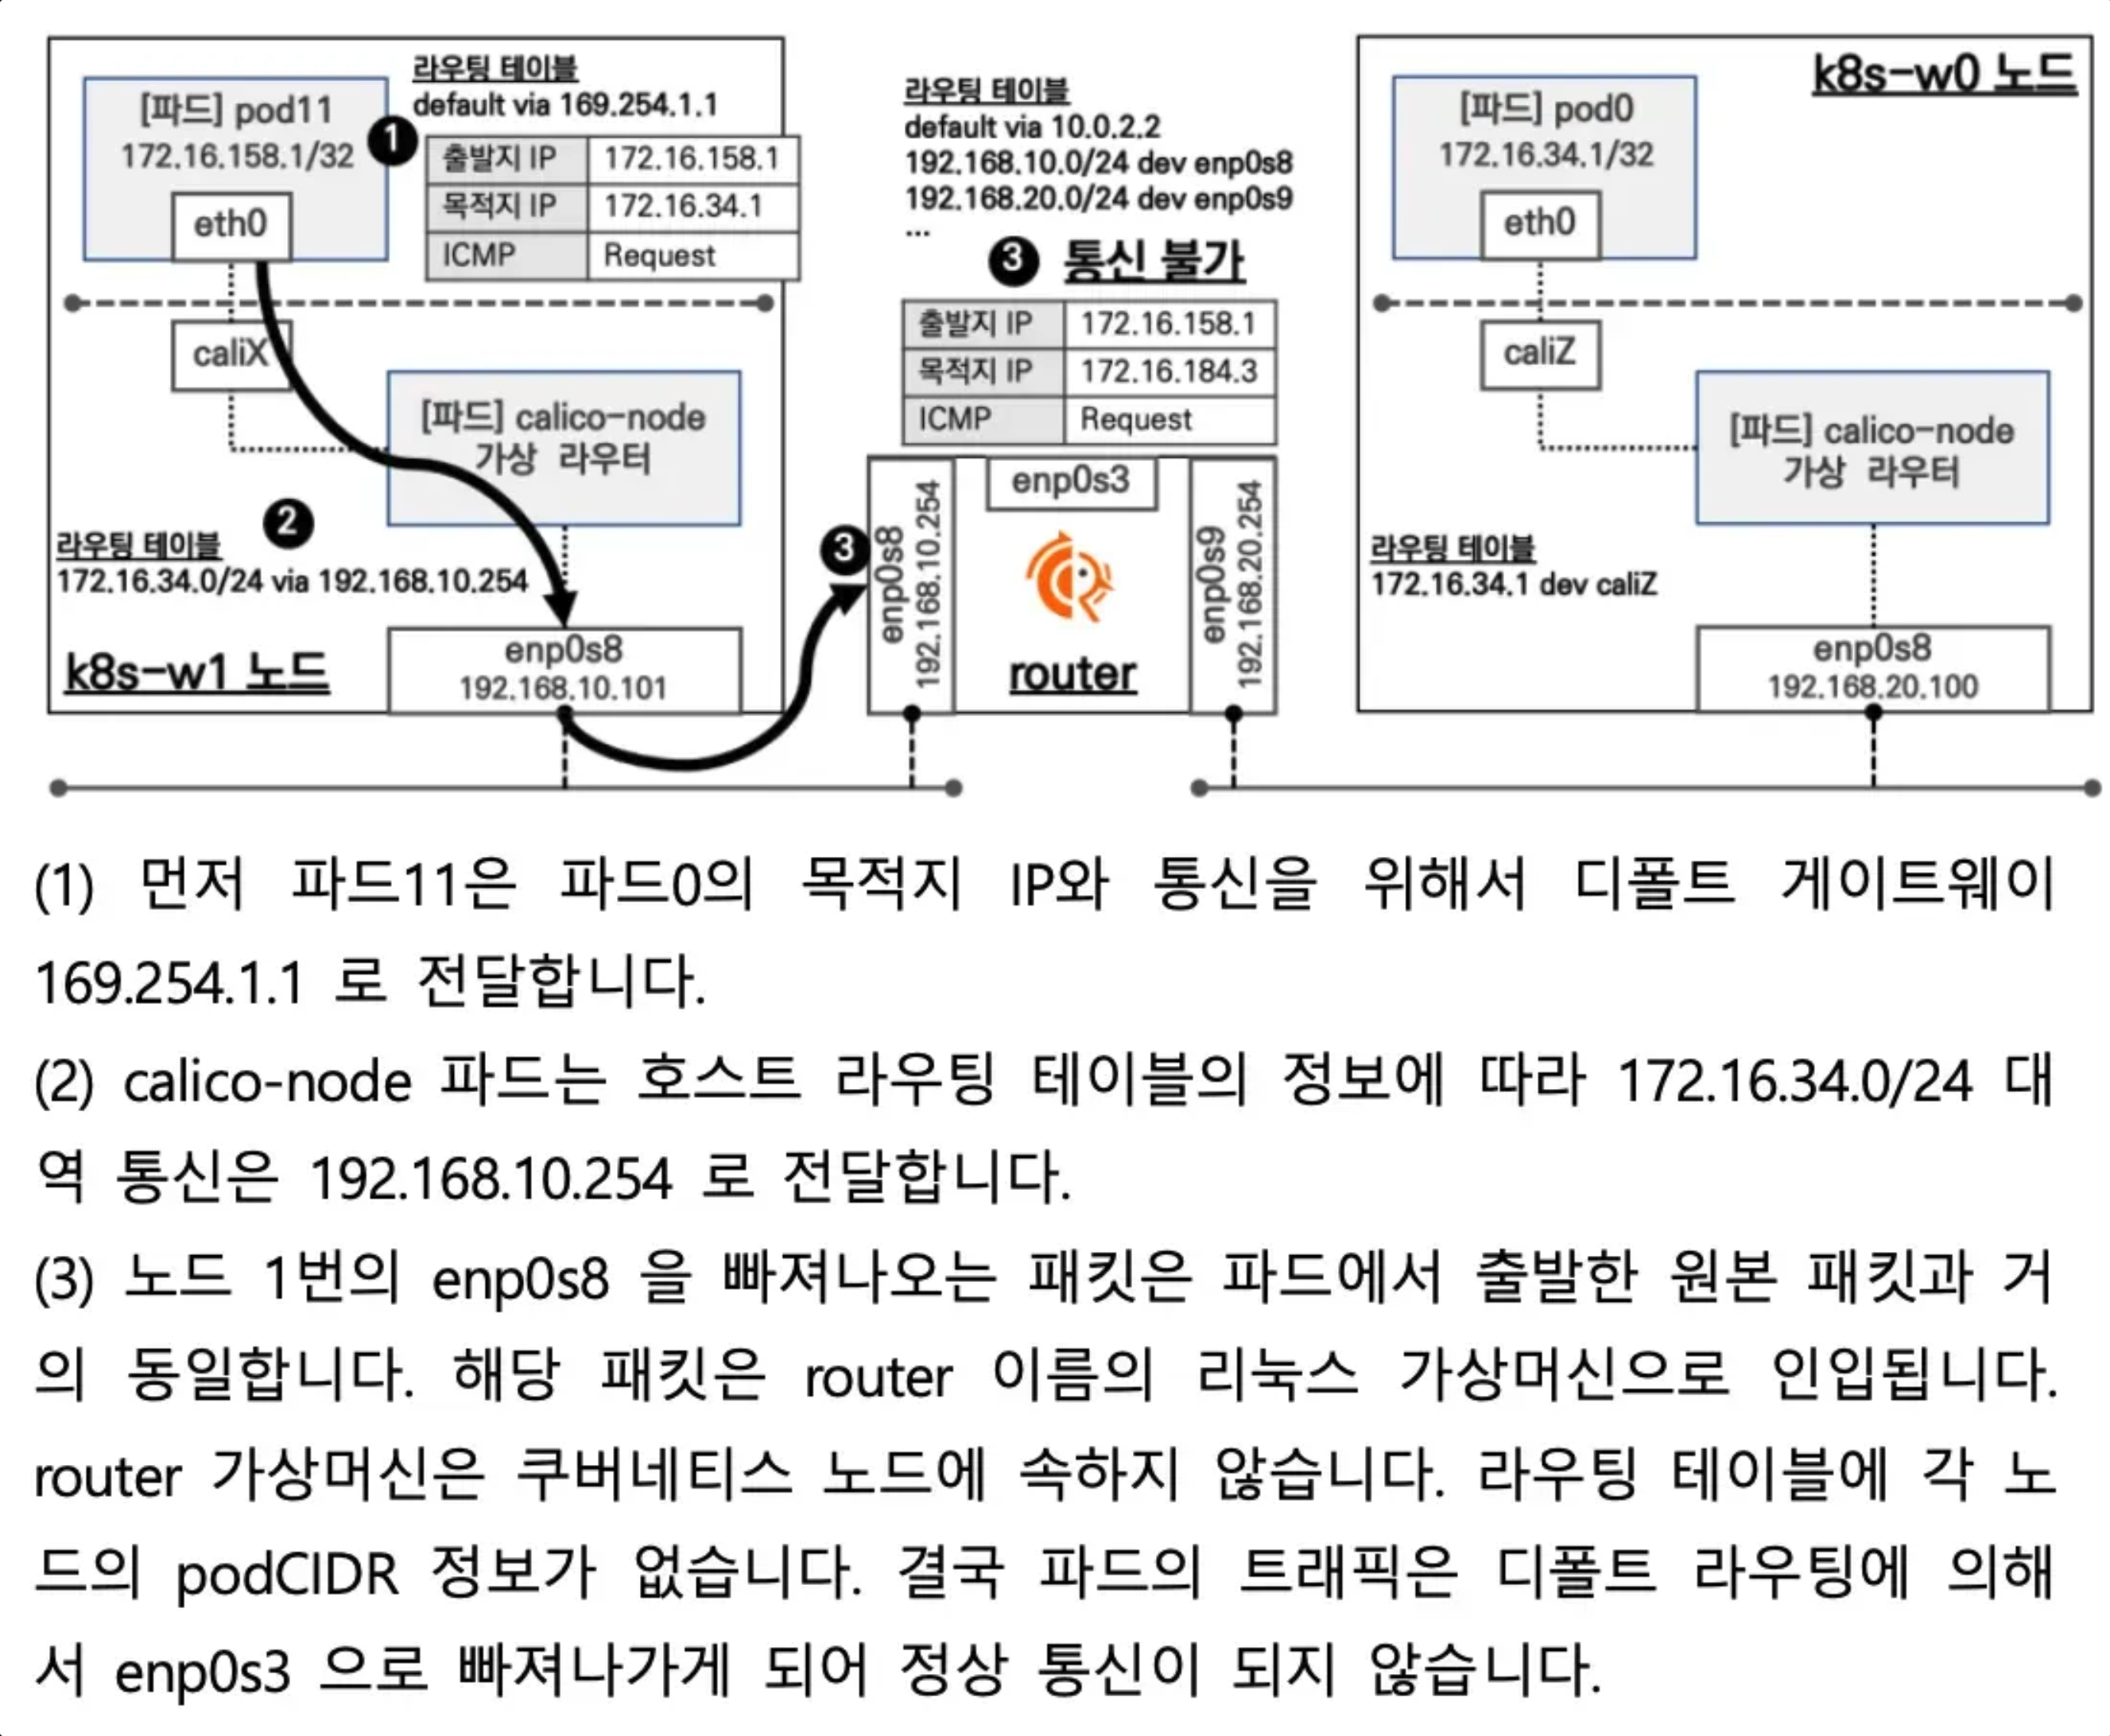 라우팅 테이블
default via 169.254.1.1
[파드] pod11
172.16.158.1/32
eth0
1
출발지 IP 172.16.158.1
목적지 IP 172.16.34.1
ICMP Request
caliX
[파드] calico-node
가상 라우터
2
라우팅 테이블
172.16.34.0/24 via 192.168.10.254
k8s-w1 노드
enp0s8
192.168.10.101
라우팅 테이블
default via 10.0.2.2
192.168.10.0/24 dev enp0s8
192.168.20.0/24 dev enp0s9
...
3 통신 불가
출발지 IP 172.16.158.1
목적지 IP 172.16.184.3
ICMP Request
3
enp0s8
192.168.10.254
enp0s3
router
enp0s9
192.168.20.254
k8s-w0 노드
[파드] pod0
172.16.34.1/32
eth0
caliZ
[파드] calico-node
가상 라우터
라우팅 테이블
172.16.34.1 dev caliZ
enp0s8
192.168.20.100
(1) 먼저 파드11은 파드0의 목적지 IP와 통신을 위해서 디폴트 게이트웨이
169.254.1.1 로 전달합니다.
(2) calico-node 파드는 호스트 라우팅 테이블의 정보에 따라 172.16.34.0/24 대
역 통신은 192.168.10.254 로 전달합니다.
(3) 노드 1번의 enp0s8 을 빠져나오는 패킷은 파드에서 출발한 원본 패킷과 거
의 동일합니다. 해당 패킷은 router 이름의 리눅스 가상머신으로 인입됩니다.
router 가상머신은 쿠버네티스 노드에 속하지 않습니다. 라우팅 테이블에 각 노
드의 podCIDR 정보가 없습니다. 결국 파드의 트래픽은 디폴트 라우팅에 의해
서 enp0s3 으로 빠져나가게 되어 정상 통신이 되지 않습니다.